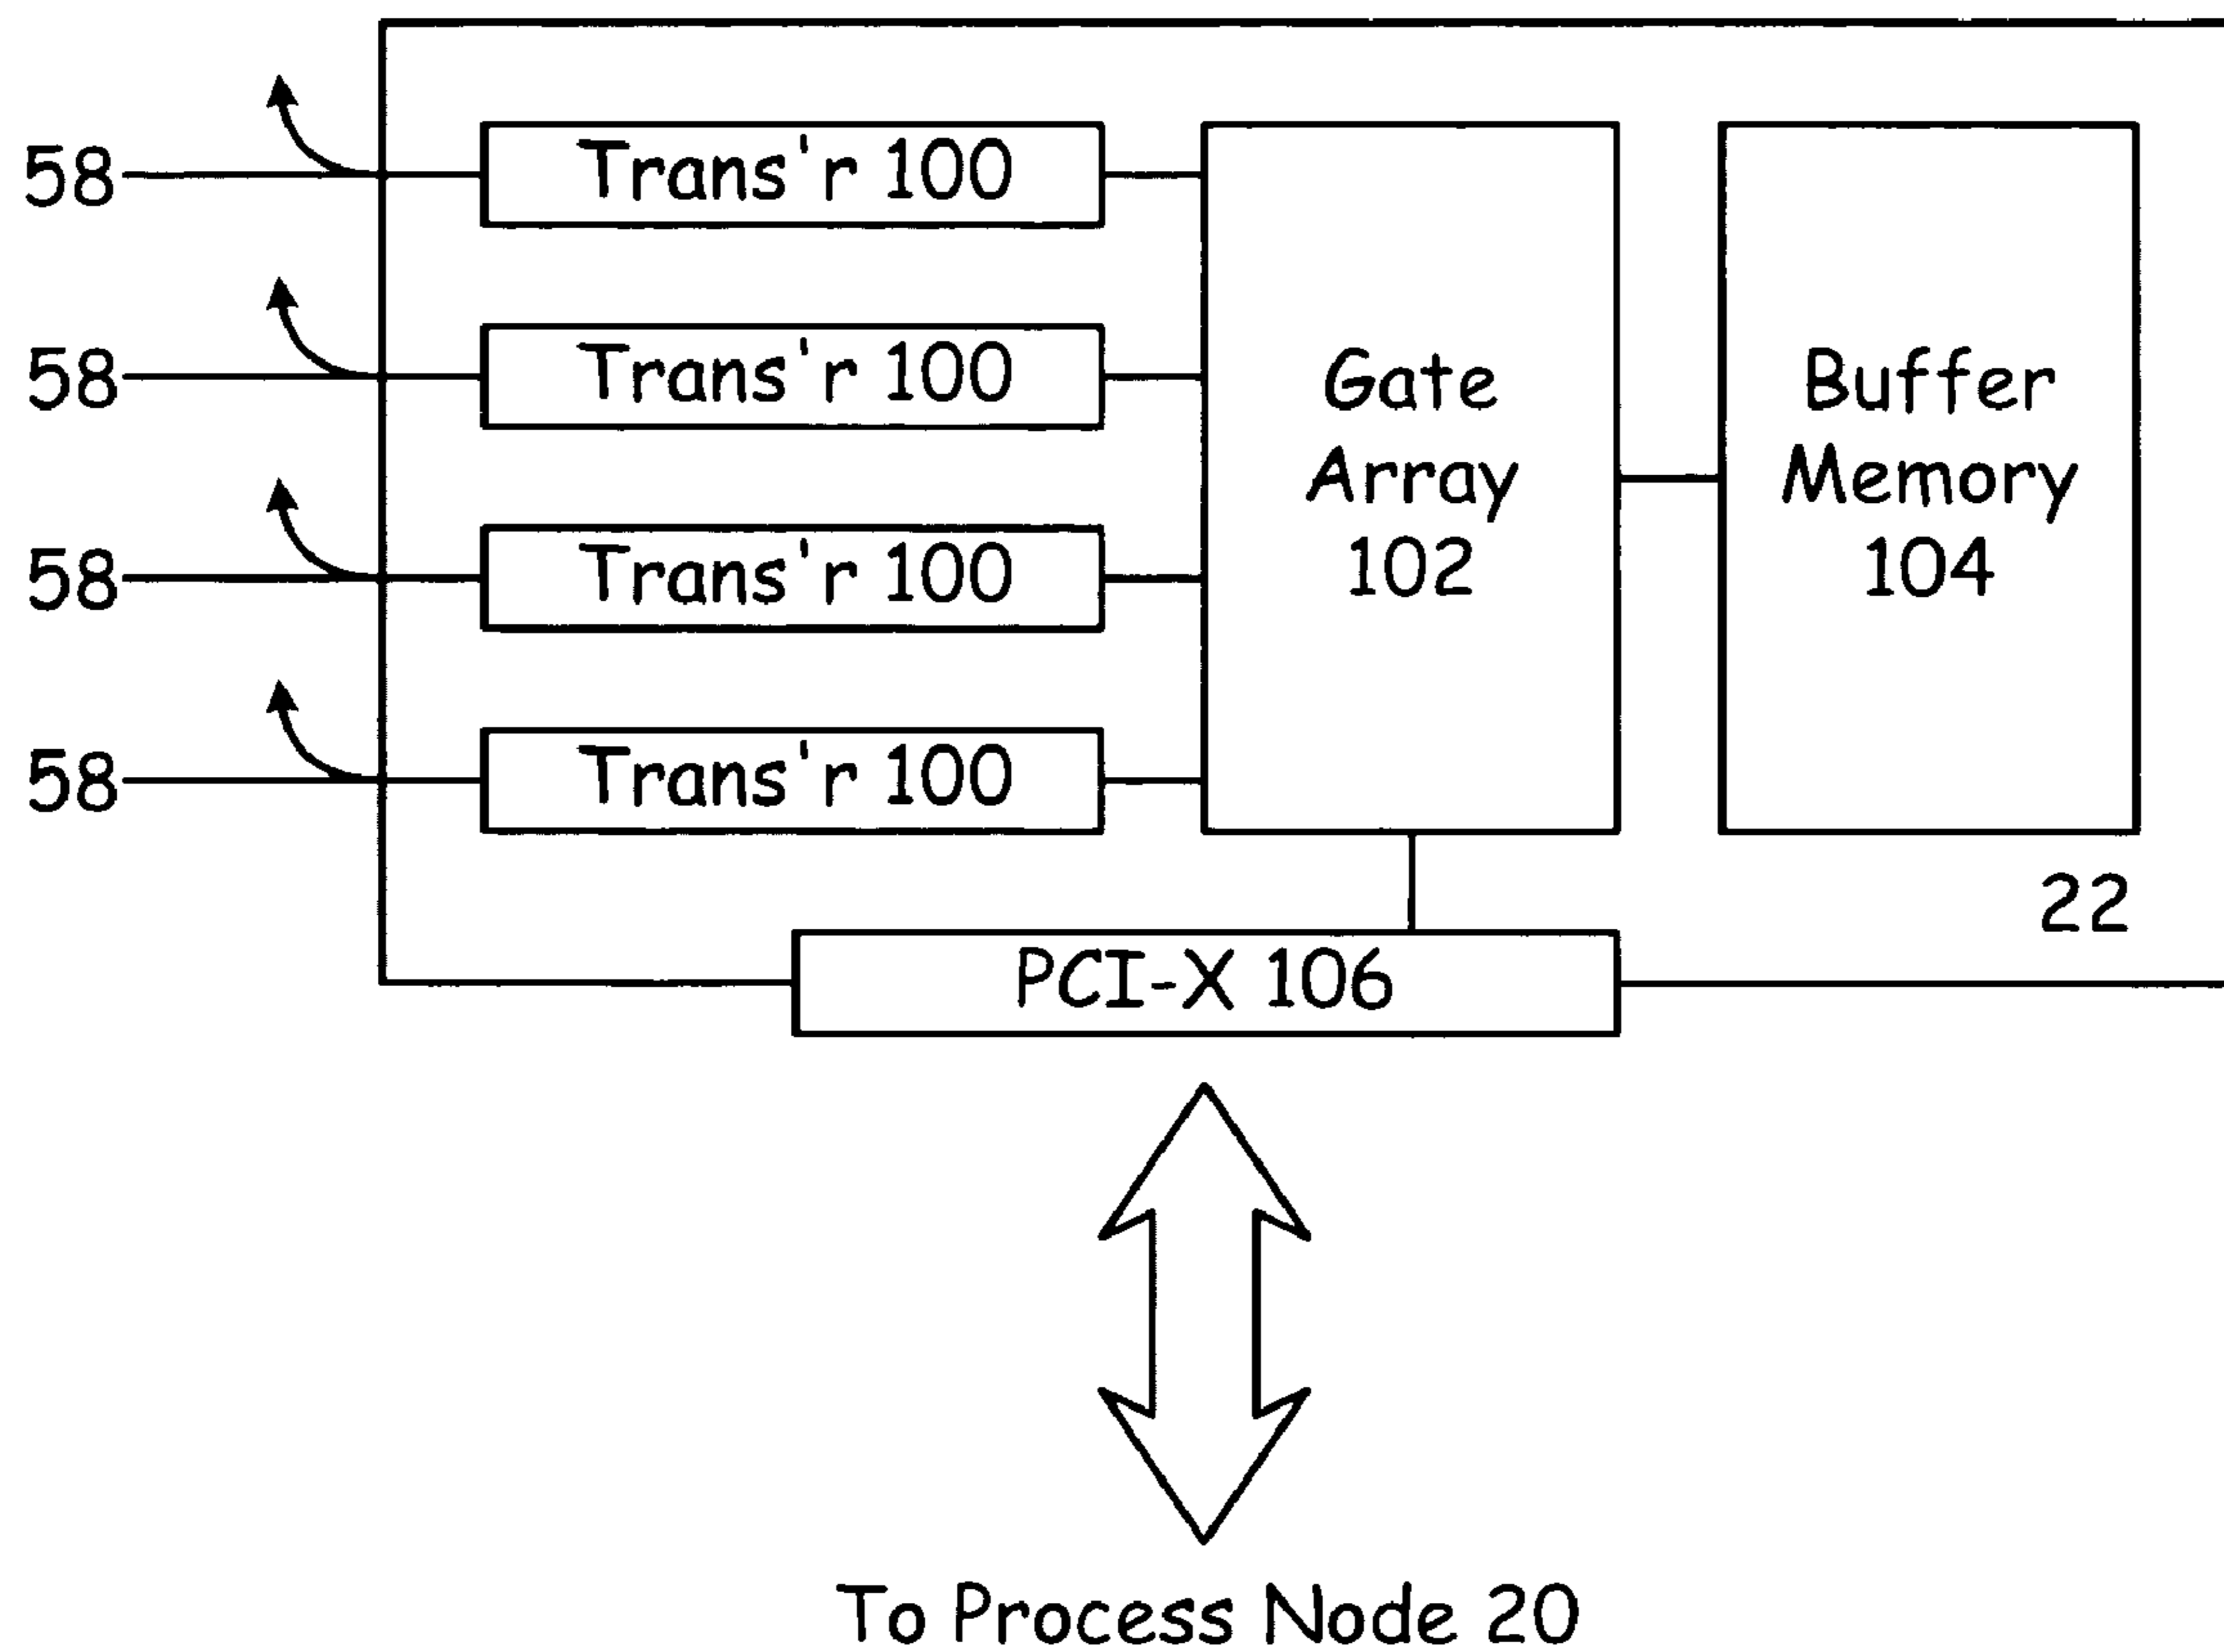 58
Trans'r 100
58
Trans'r 100
58
Trans'r 100
58
Trans'r 100
Gate
Array
102
Buffer
Memory
104
22
PCI-X 106
To Process Node 20